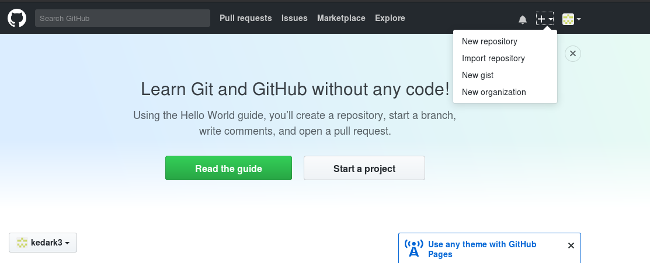 Search GitHub
Pull requests Issues Marketplace Explore
New repository
Import repository
New gist
New organization
Learn Git and GitHub without any code!
Using the Hello World guide, you'll create a repository, start a branch,
write comments, and open a pull request.
Read the guide Start a project
kedark3
Use any theme with GitHub
Pages